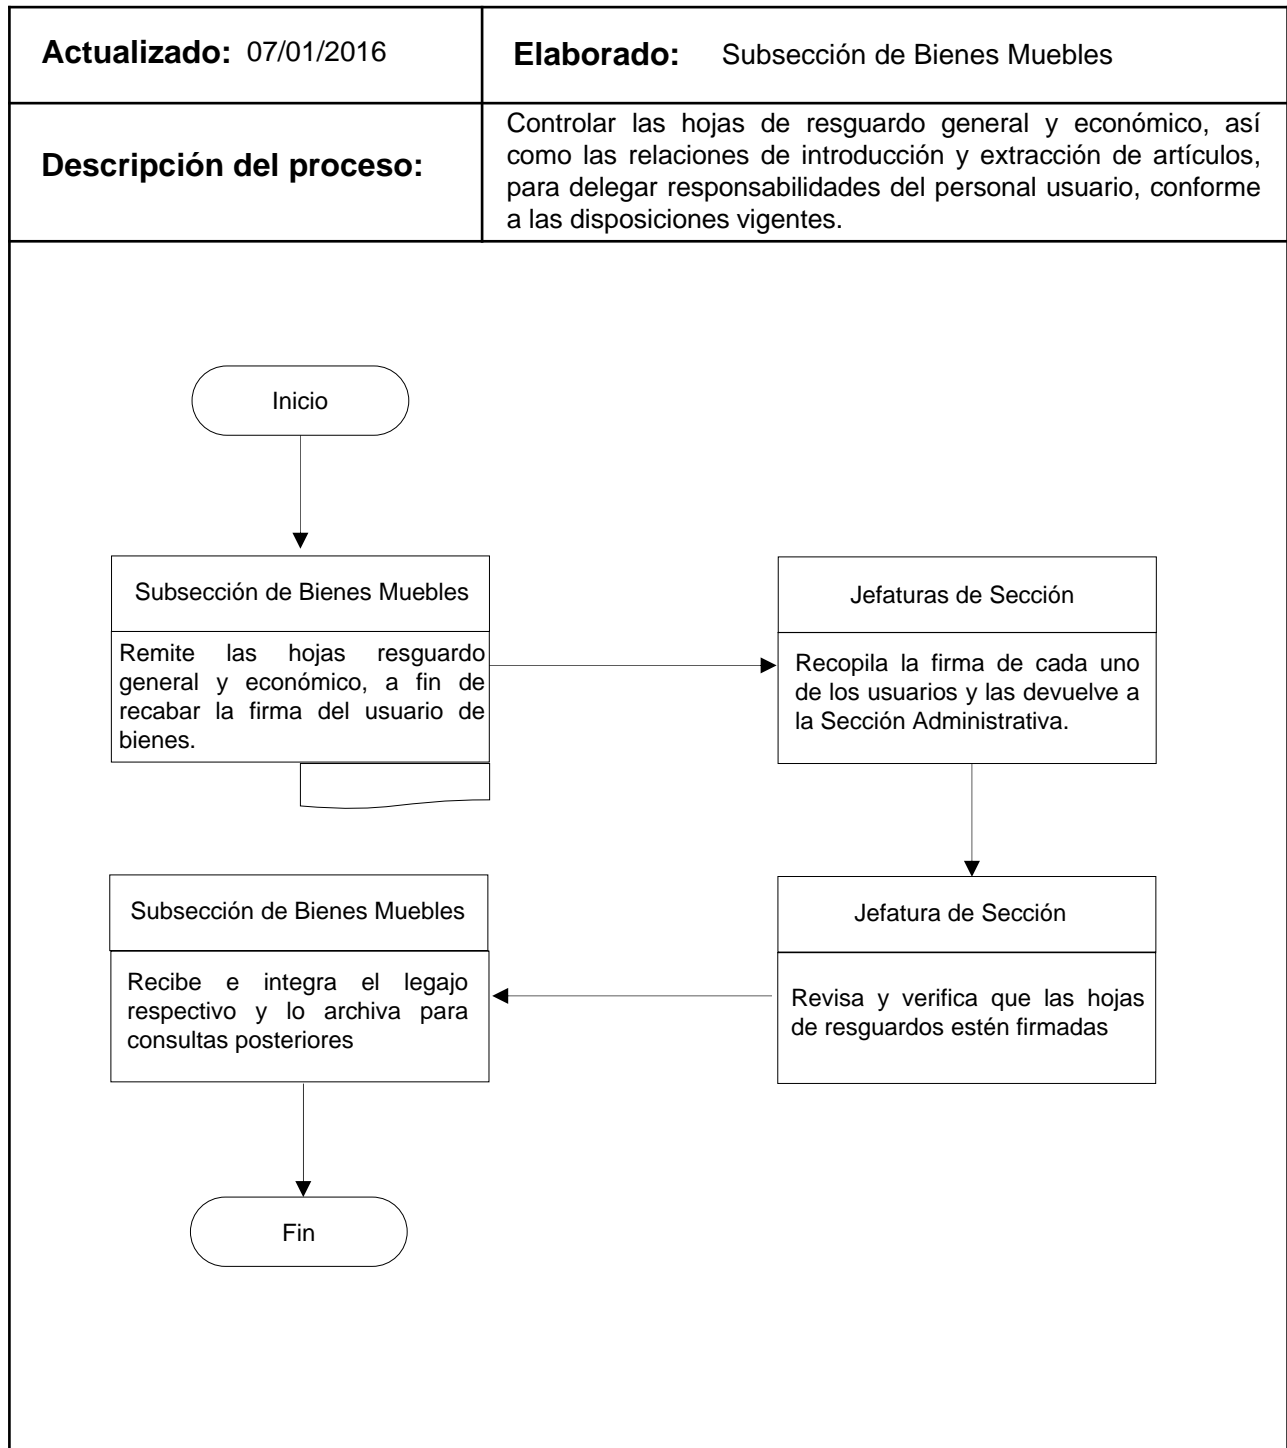 Actualizado: 07/01/2016
Elaborado: Subsección de Bienes Muebles
Descripción del proceso:
Controlar las hojas de resguardo general y económico, así
como las relaciones de introducción y extracción de artículos,
para delegar responsabilidades del personal usuario, conforme
a las disposiciones vigentes.
Inicio
Subsección de Bienes Muebles
Remite las hojas resguardo
general y económico, a fin de
recabar la firma del usuario de
bienes.
Jefaturas de Sección
Recopila la firma de cada uno
de los usuarios y las devuelve a
la Sección Administrativa.
Jefatura de Sección
Revisa y verifica que las hojas
de resguardos estén firmadas
Subsección de Bienes Muebles
Recibe e integra el legajo
respectivo y lo archiva para
consultas posteriores
Fin